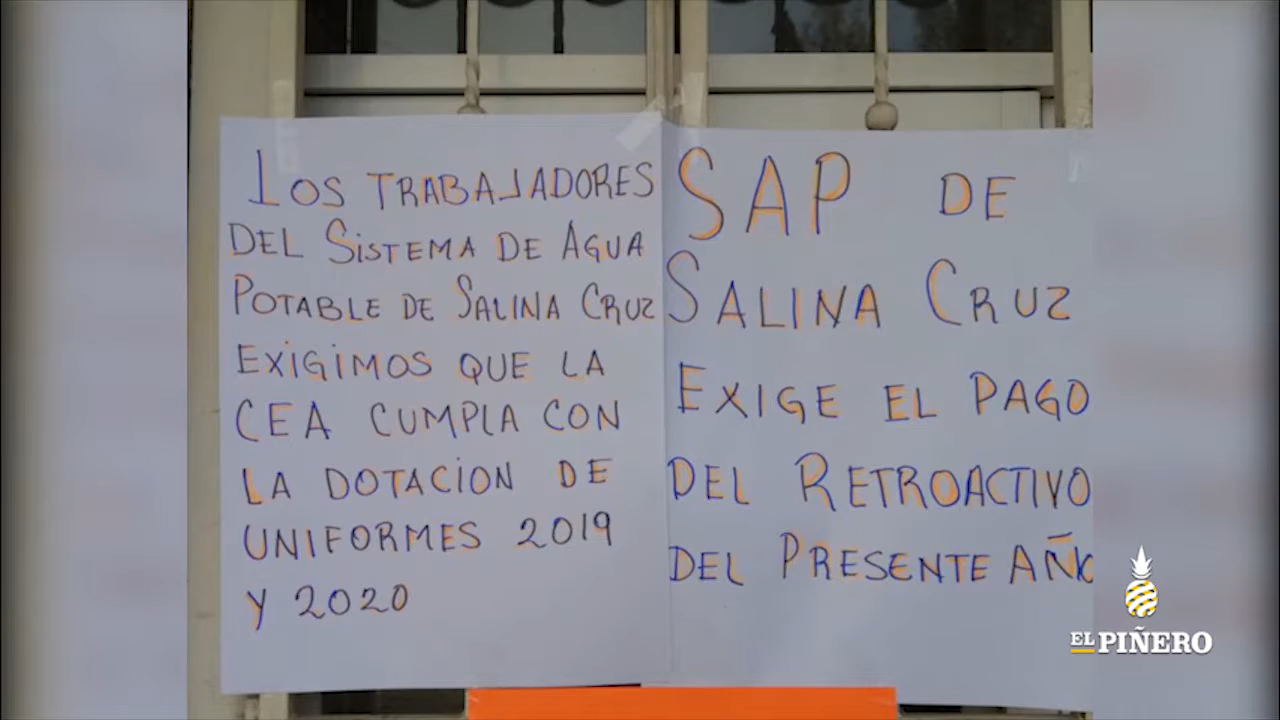 LOS TRABAJADORES
DEL SISTEMA DE AGUA
POTABLE DE SALINA CRUZ
EXIGIMOS QUE LA
CEA CUMPLA CON
LA DOTACION DE
UNIFORMES 2019
Y 2020
SAP DE
SALINA CRUZ
EXIGE EL PAGO
DEL RETROACTIVO
DEL PRESENTE AÑO
EL PIÑERO